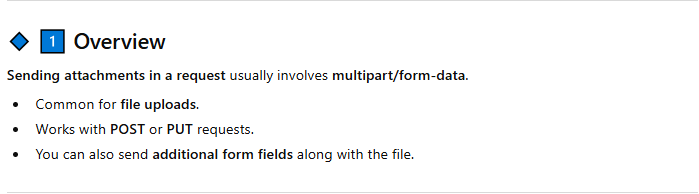 1 Overview
Sending attachments in a request usually involves multipart/form-data.
Common for file uploads.
Works with POST or PUT requests.
You can also send additional form fields along with the file.